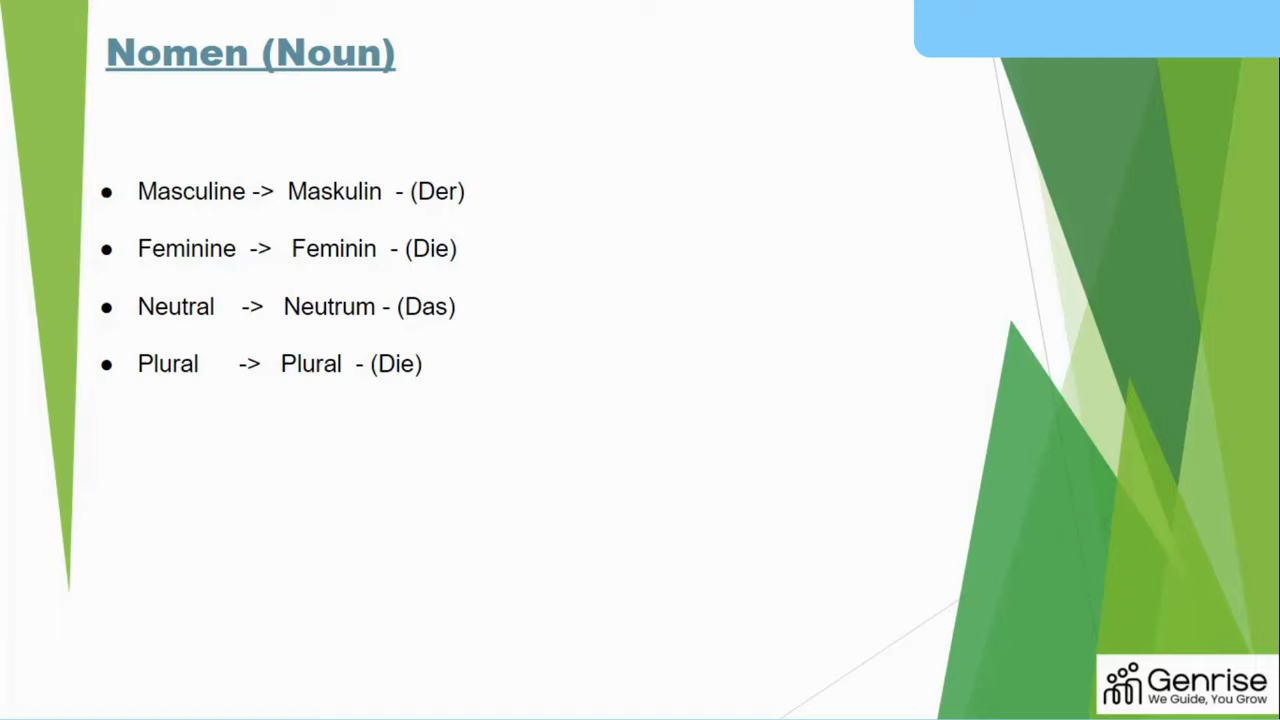 Nomen (Noun)
● Masculine -> Maskulin - (Der)
● Feminine -> Feminin - (Die)
● Neutral -> Neutrum - (Das)
● Plural -> Plural - (Die)
Genrise
We Guide, You Grow